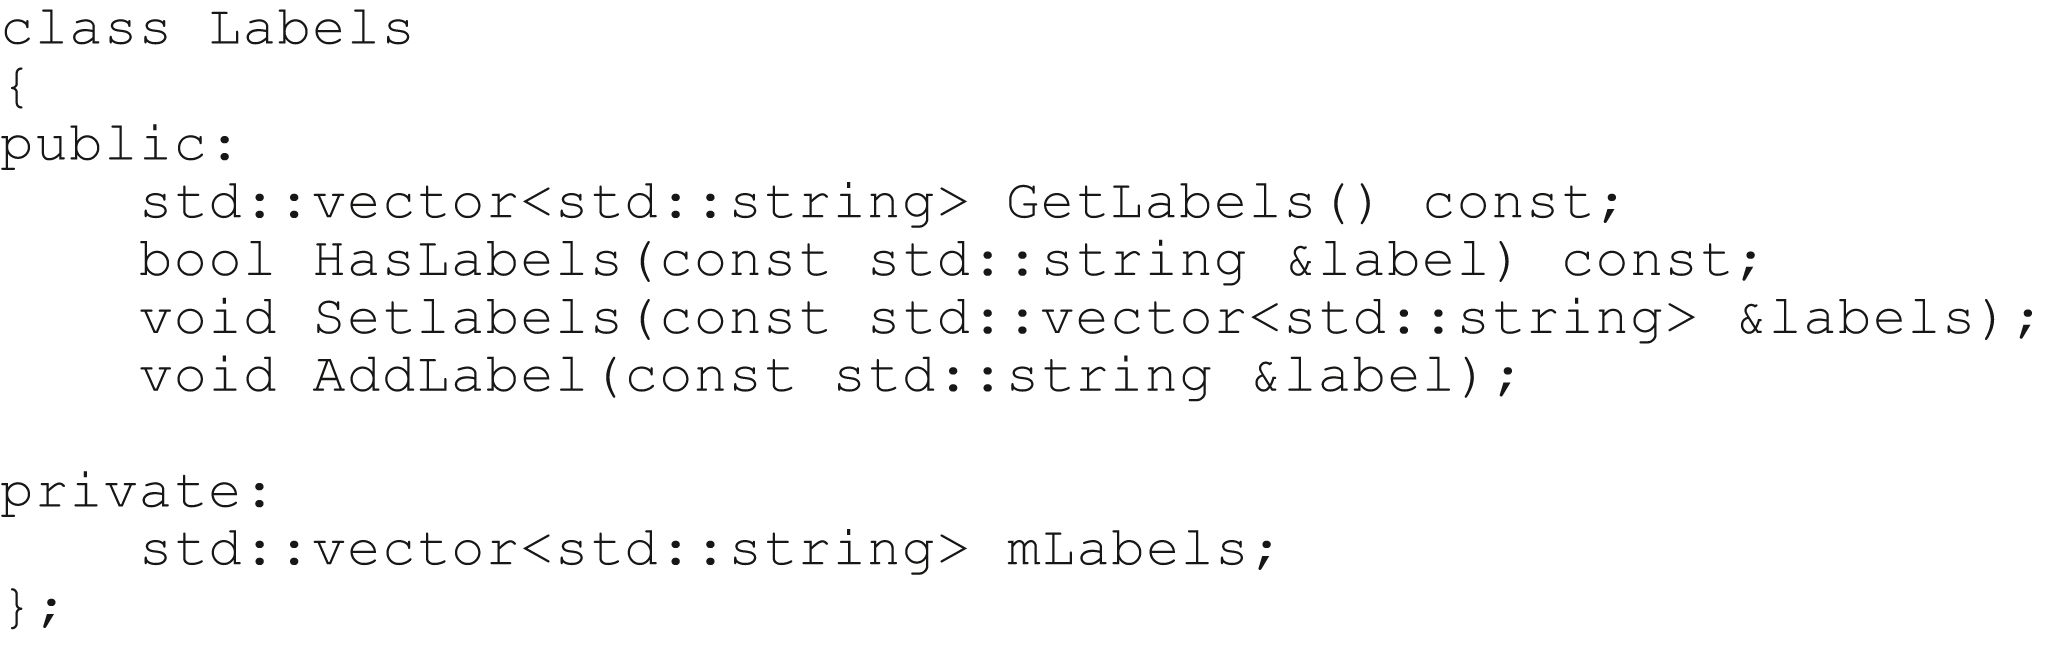 class Labels
{
public:
    std::vector<std::string> GetLabels() const;
    bool HasLabels(const std::string &label) const;
    void Setlabels(const std::vector<std::string> &labels);
    void AddLabel(const std::string &label);

private:
    std::vector<std::string> mLabels;
};